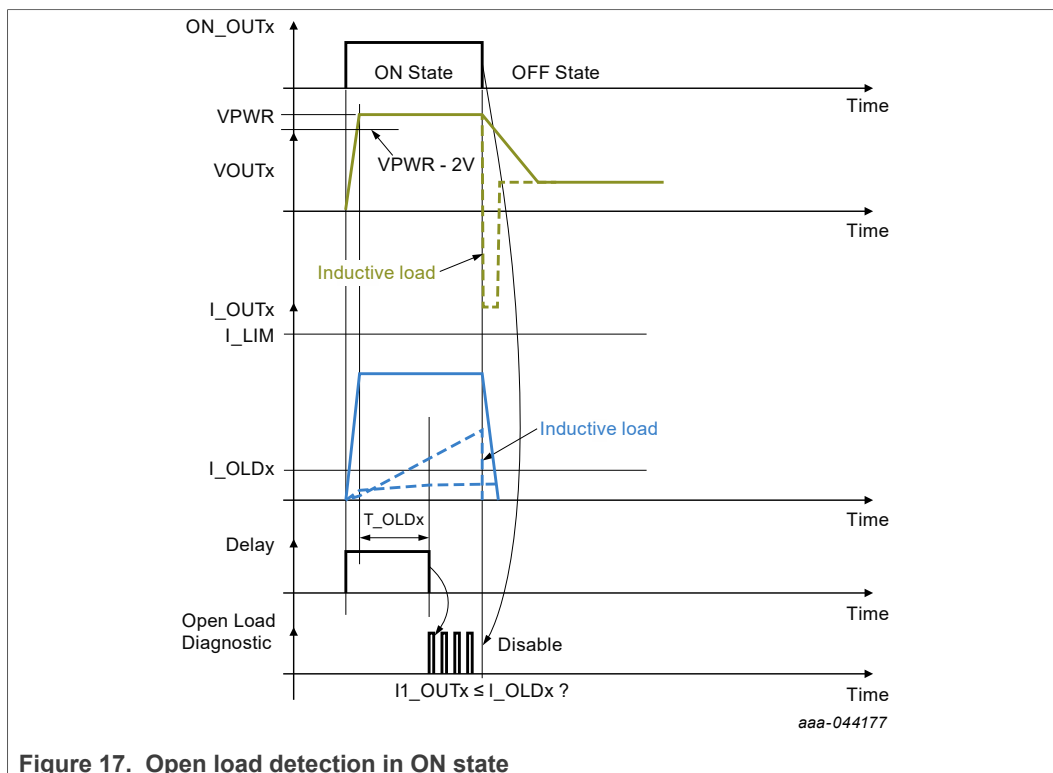 ON_OUTx
ON State
OFF State
Time
VPWR
VPWR - 2V
VOUTx
Time
Inductive load
I_OUTx
I_LIM
Inductive load
I_OLDx
Time
T_OLDx
Delay
Time
Open Load
Diagnostic
Disable
Time
I1_OUTx ≤ I_OLDx ?
aaa-044177
Figure 17. Open load detection in ON state